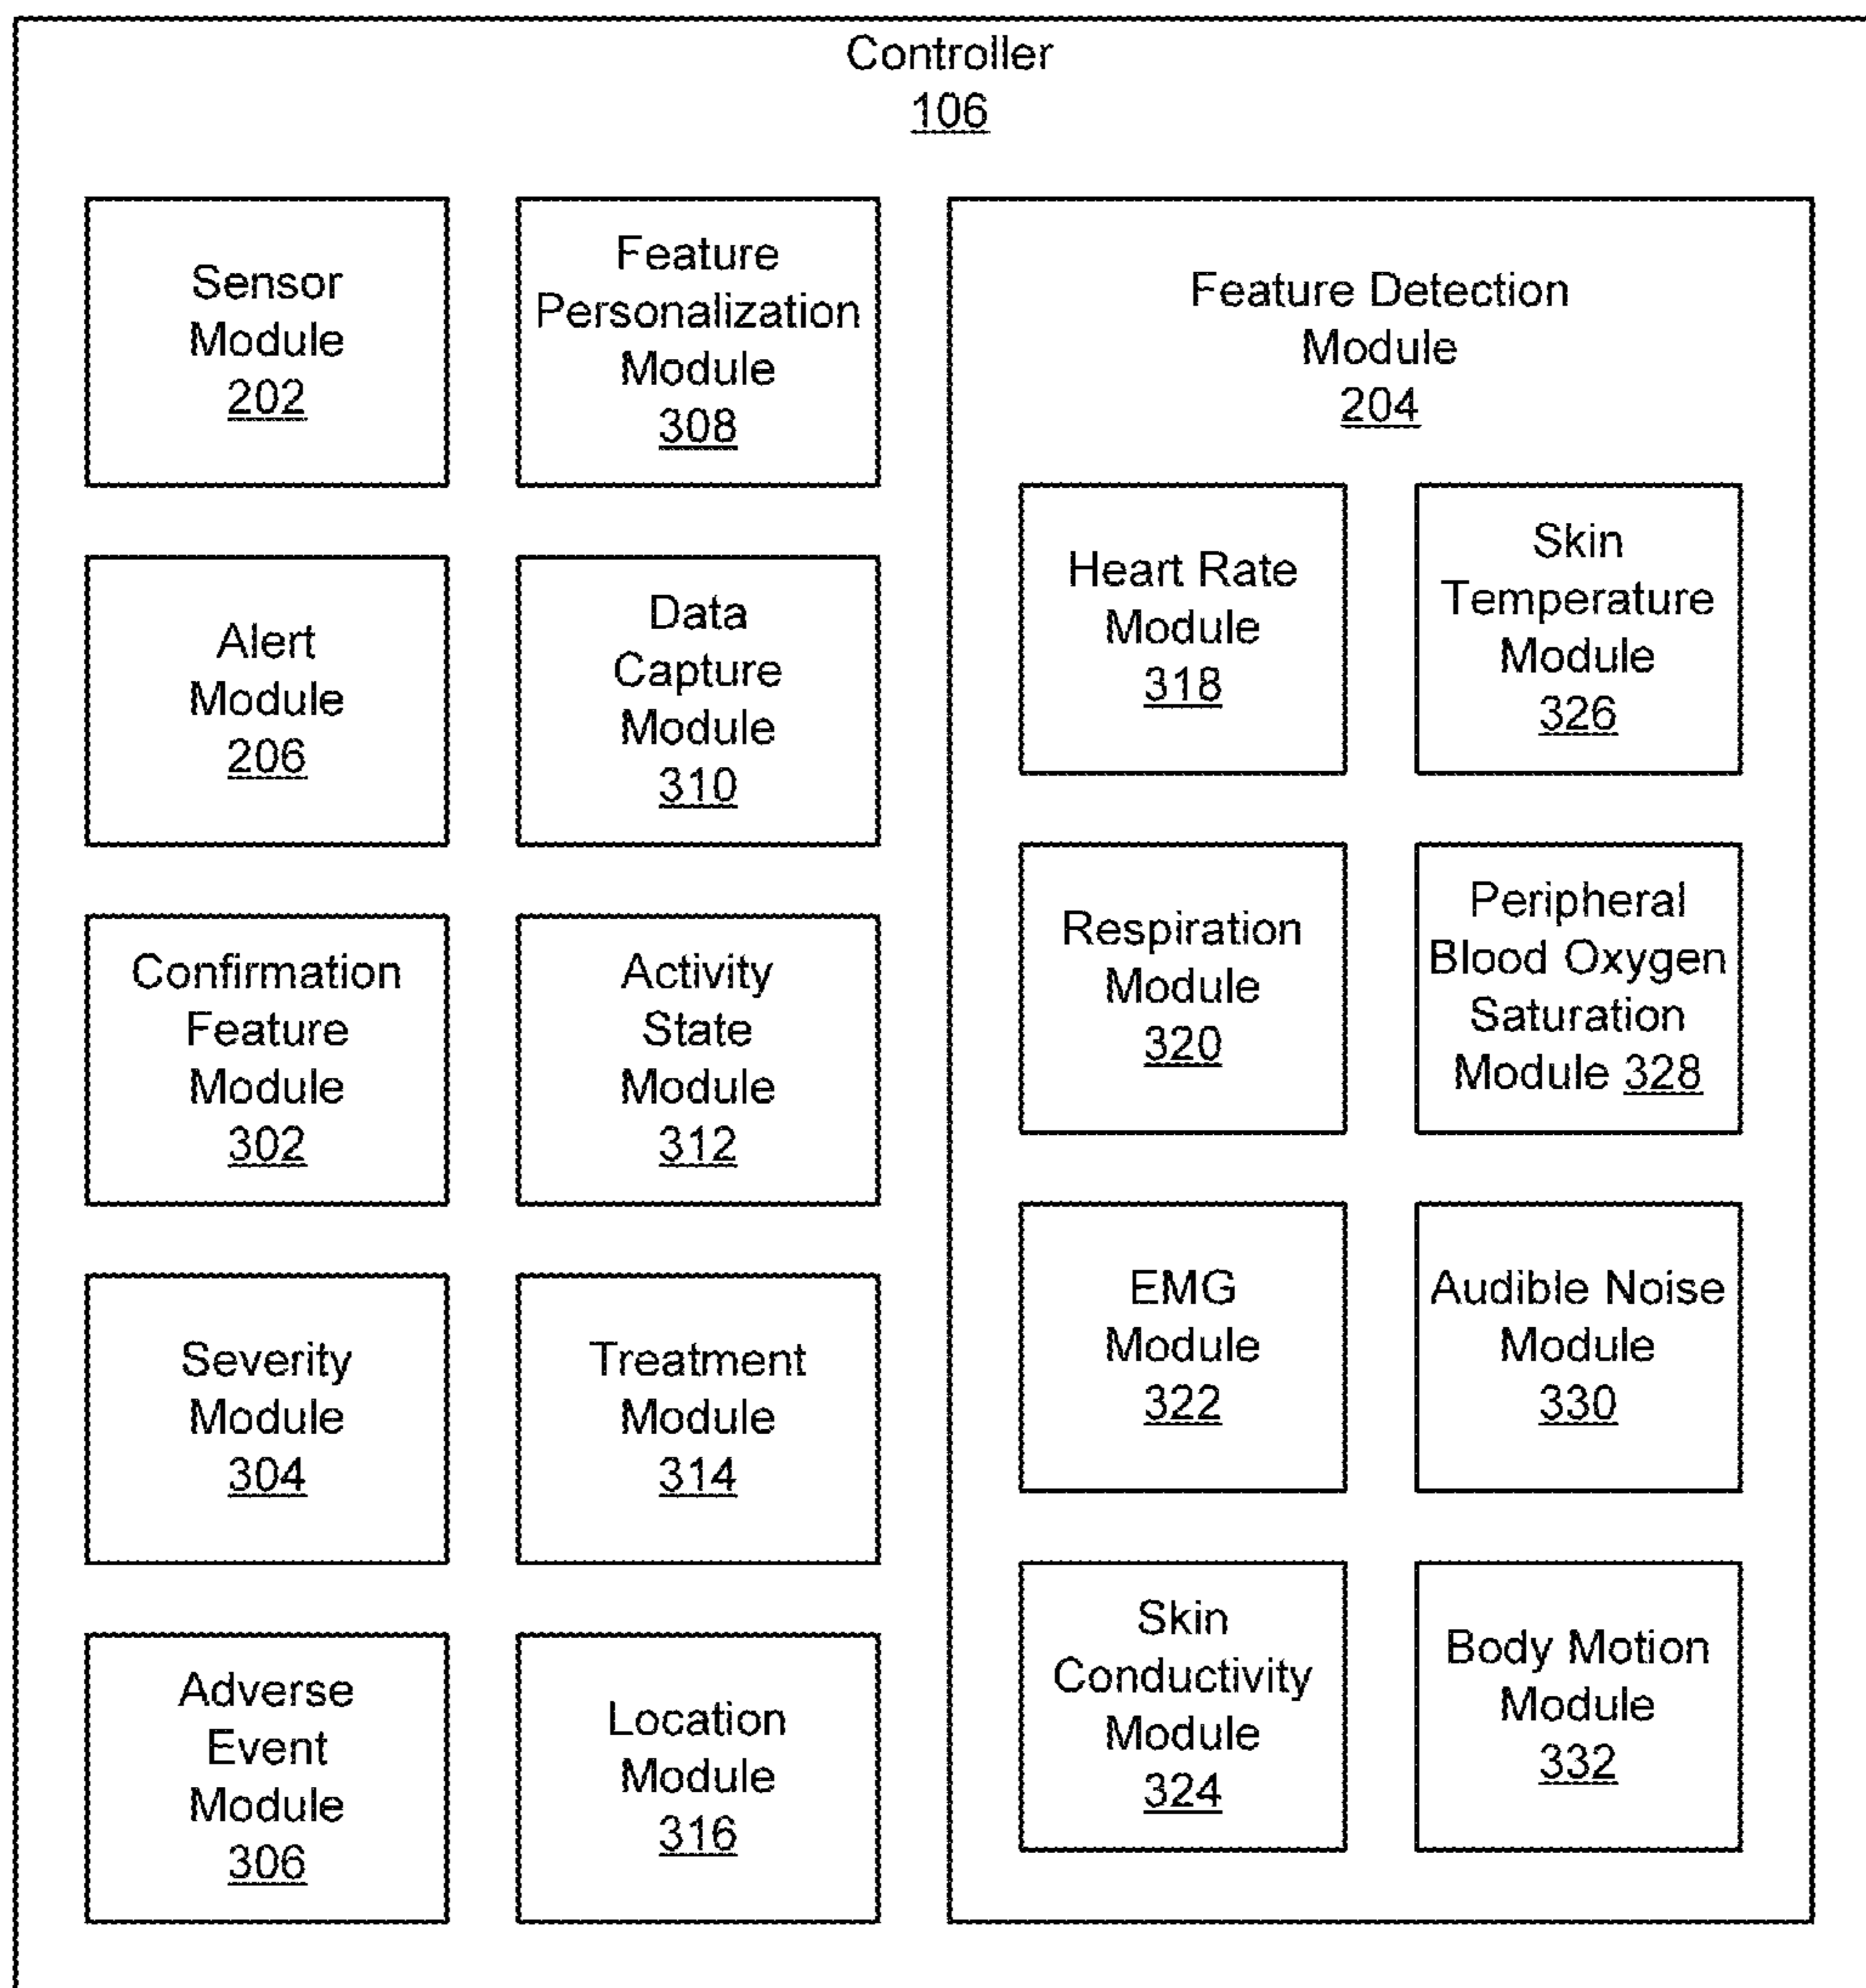 Controller
106
Sensor
Module
202
Feature
Personalization
Module
308
Feature Detection
Module
204
Alert
Module
206
Data
Capture
Module
310
Heart Rate
Module
318
Skin
Temperature
Module
326
Confirmation
Feature
Module
302
Activity
State
Module
312
Respiration
Module
320
Peripheral
Blood Oxygen
Saturation
Module 328
Severity
Module
304
Treatment
Module
314
EMG
Module
322
Audible Noise
Module
330
Adverse
Event
Module
306
Location
Module
316
Skin
Conductivity
Module
324
Body Motion
Module
332